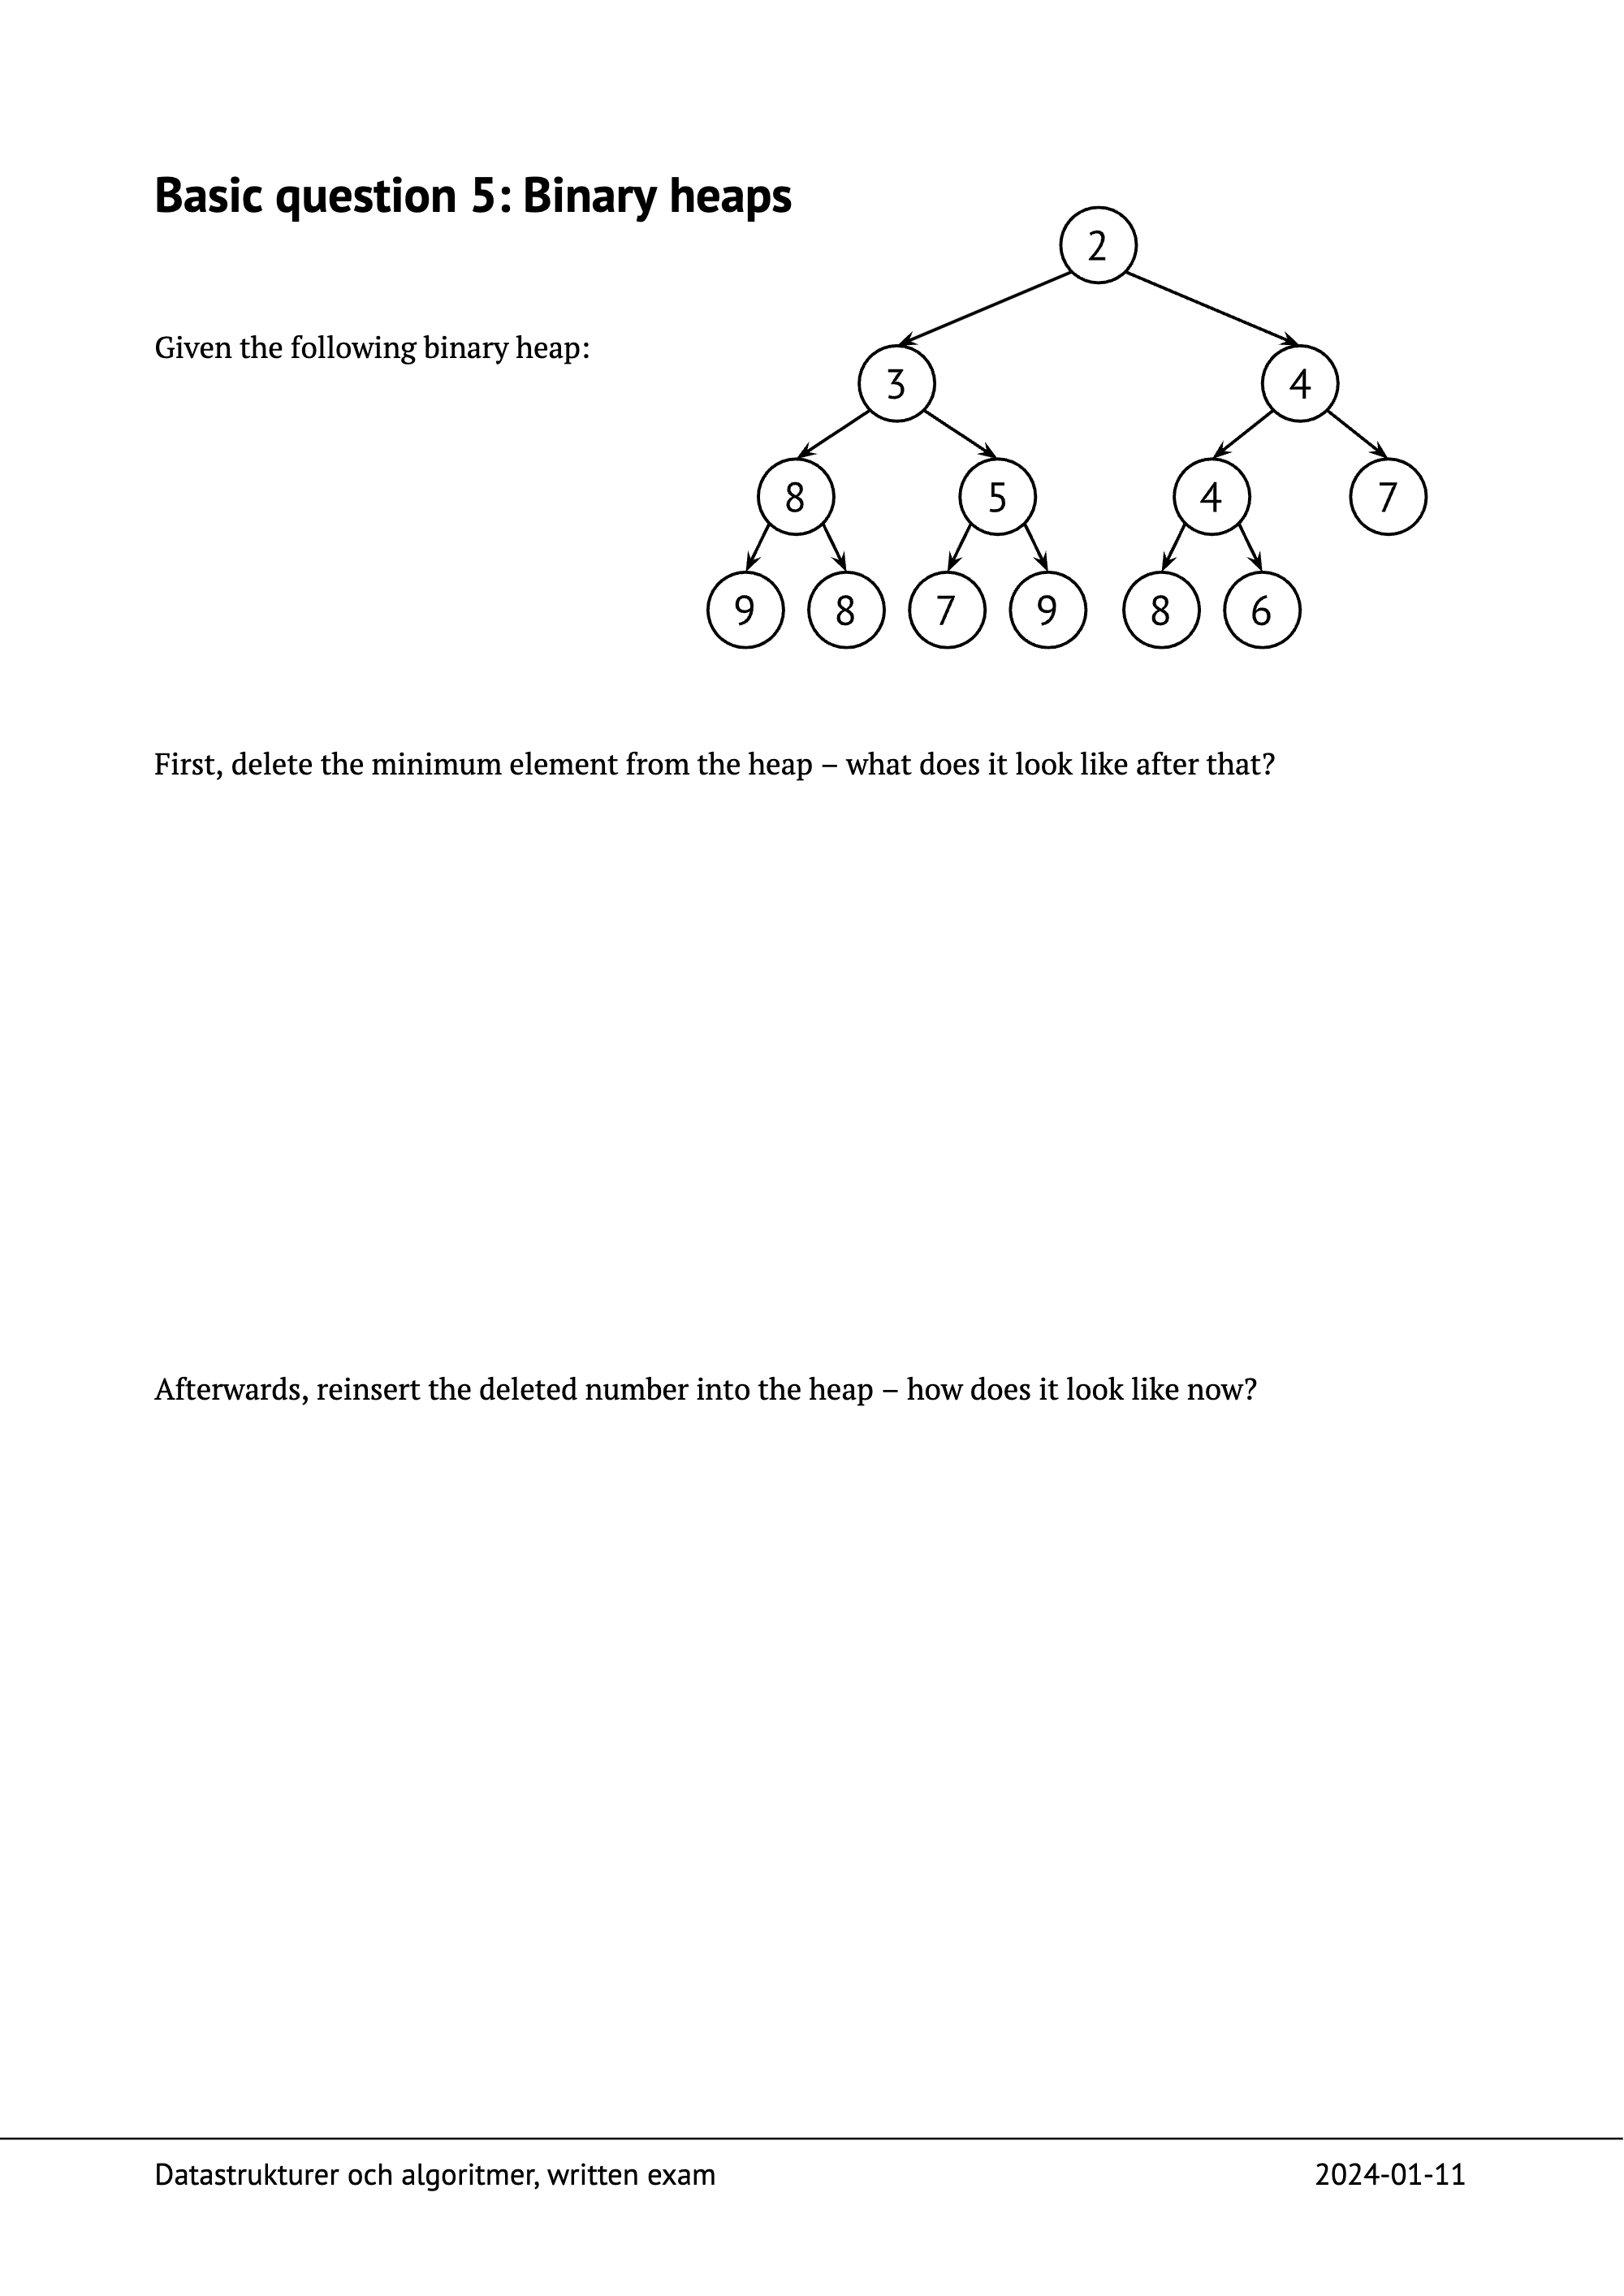 Basic question 5: Binary heaps
2
Given the following binary heap:
3 4
8 5 4 7
9 8 7 9 8 6
First, delete the minimum element from the heap – what does it look like after that?
Afterwards, reinsert the deleted number into the heap – how does it look like now?
Datastrukturer och algoritmer, written exam 2024-01-11